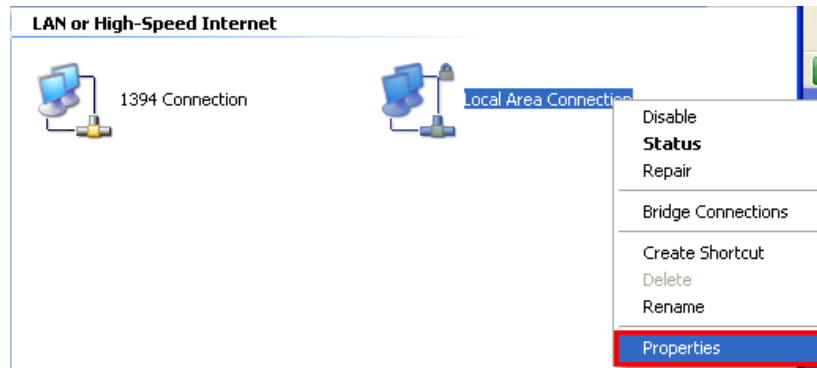 LAN or High-Speed Internet
1394 Connection
Local Area Connection
Disable
Status
Repair
Bridge Connections
Create Shortcut
Delete
Rename
Properties